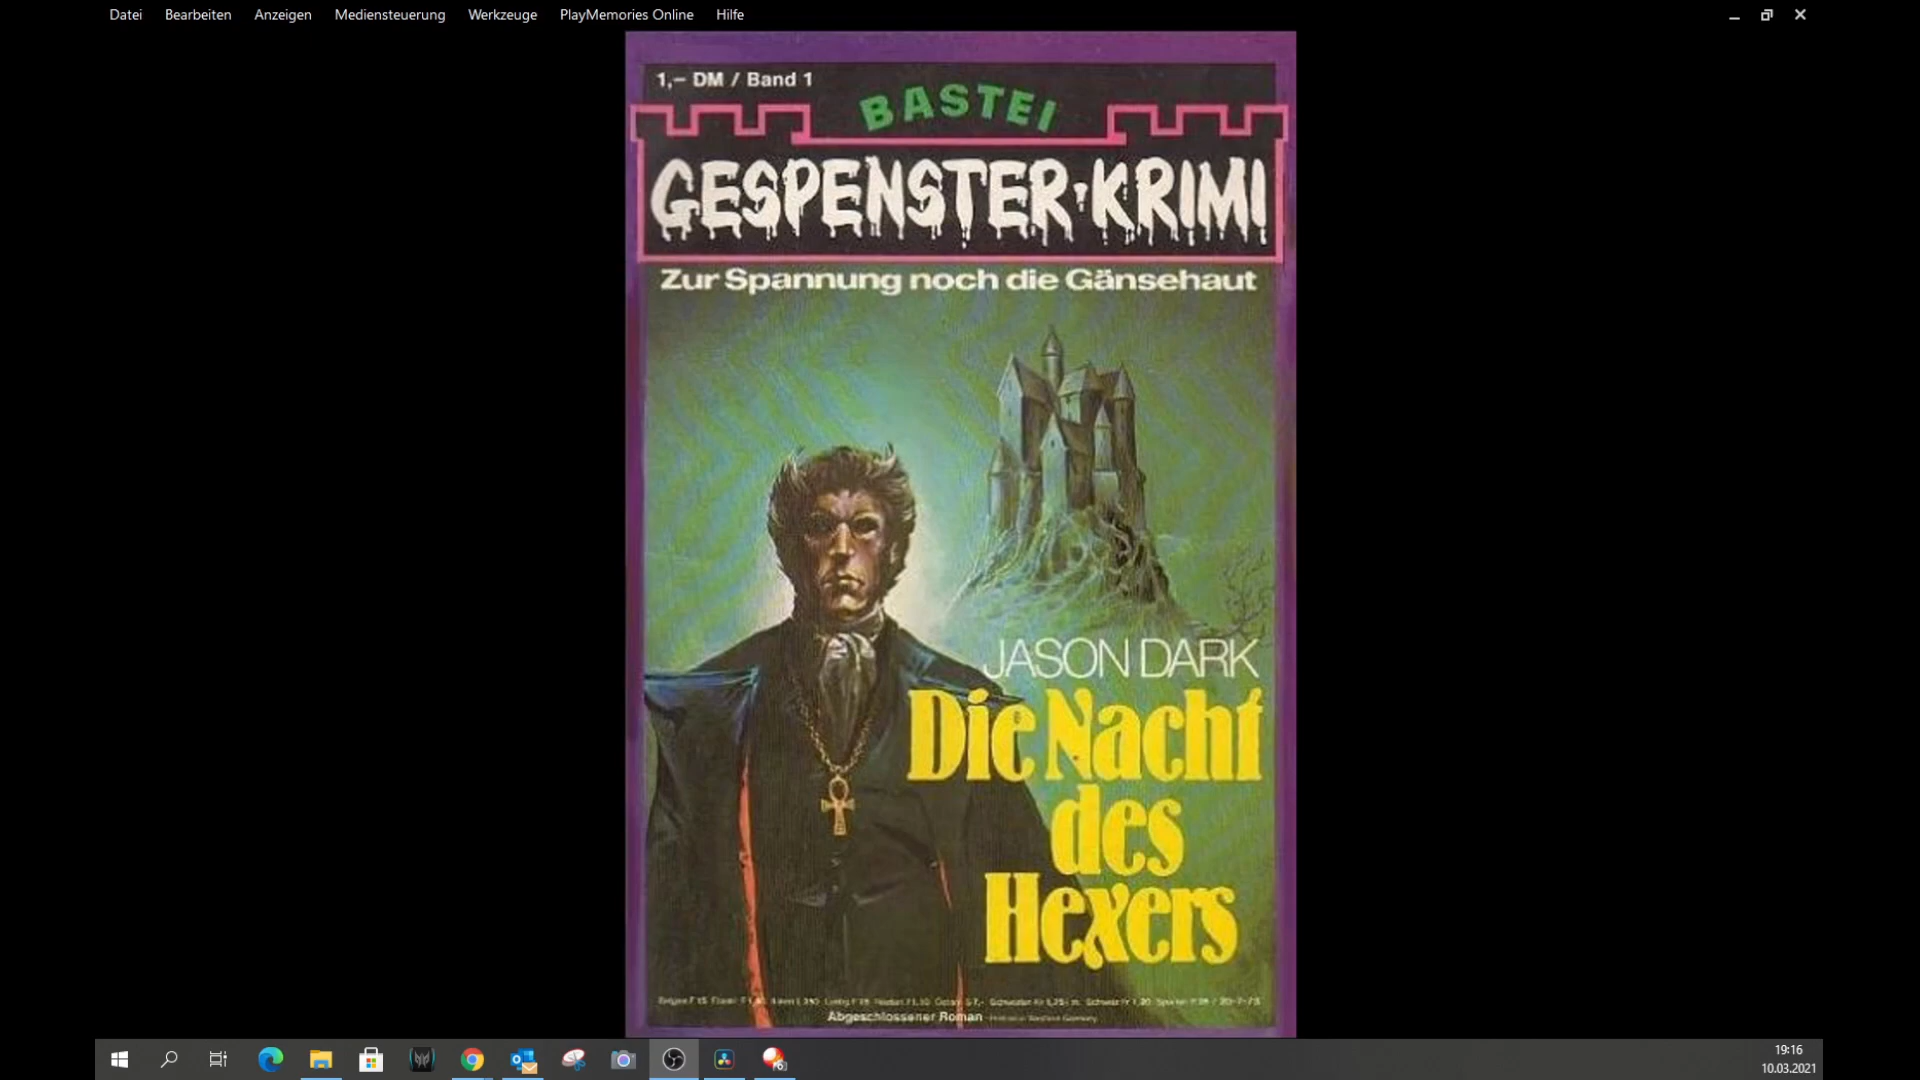 Datei Bearbeiten Anzeigen Mediensteuerung Werkzeuge PlayMemories Online Hilfe
1,– DM / Band 1
BASTEI
GESPENSTER-KRIMI
Zur Spannung noch die Gänsehaut
JASON DARK
Die Nacht
des
Hexers
Abgeschlossener Roman
19:16
10.03.2021